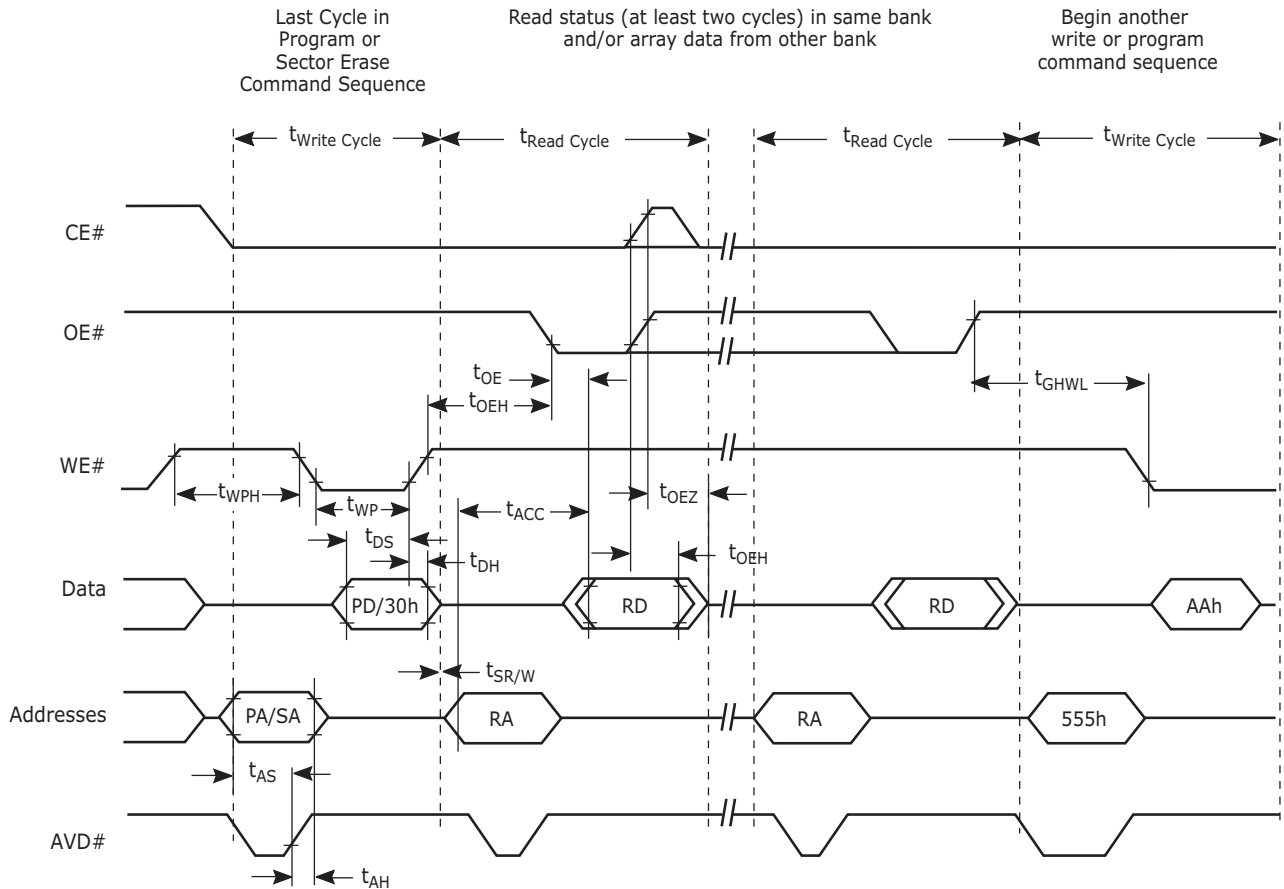 Last Cycle in
Program or
Sector Erase
Command Sequence
Read status (at least two cycles) in same bank
and/or array data from other bank
Begin another
write or program
command sequence
tWrite Cycle
tRead Cycle
tRead Cycle
tWrite Cycle
CE#
OE#
tOE
tOEH
tGHWL
WE#
tWPH
tWP
tACC
tOEZ
tDS
tDH
tOEH
Data
PD/30h
RD
RD
AAh
tSR/W
Addresses
PA/SA
RA
RA
555h
tAS
AVD#
tAH